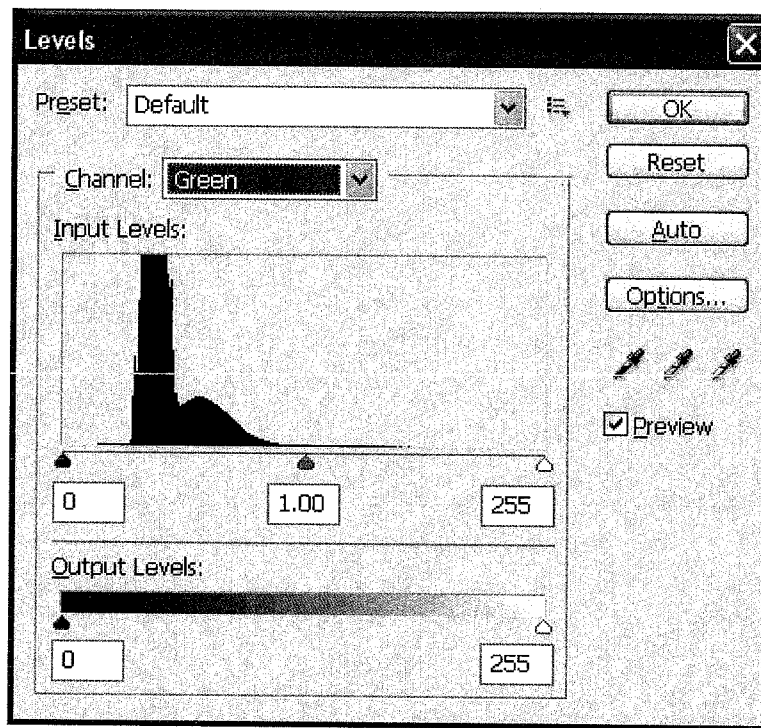 Levels
Preset: Default
OK
Channel: Green
Reset
Input Levels:
Auto
Options...
Preview
0 1.00 255
Output Levels:
0 255